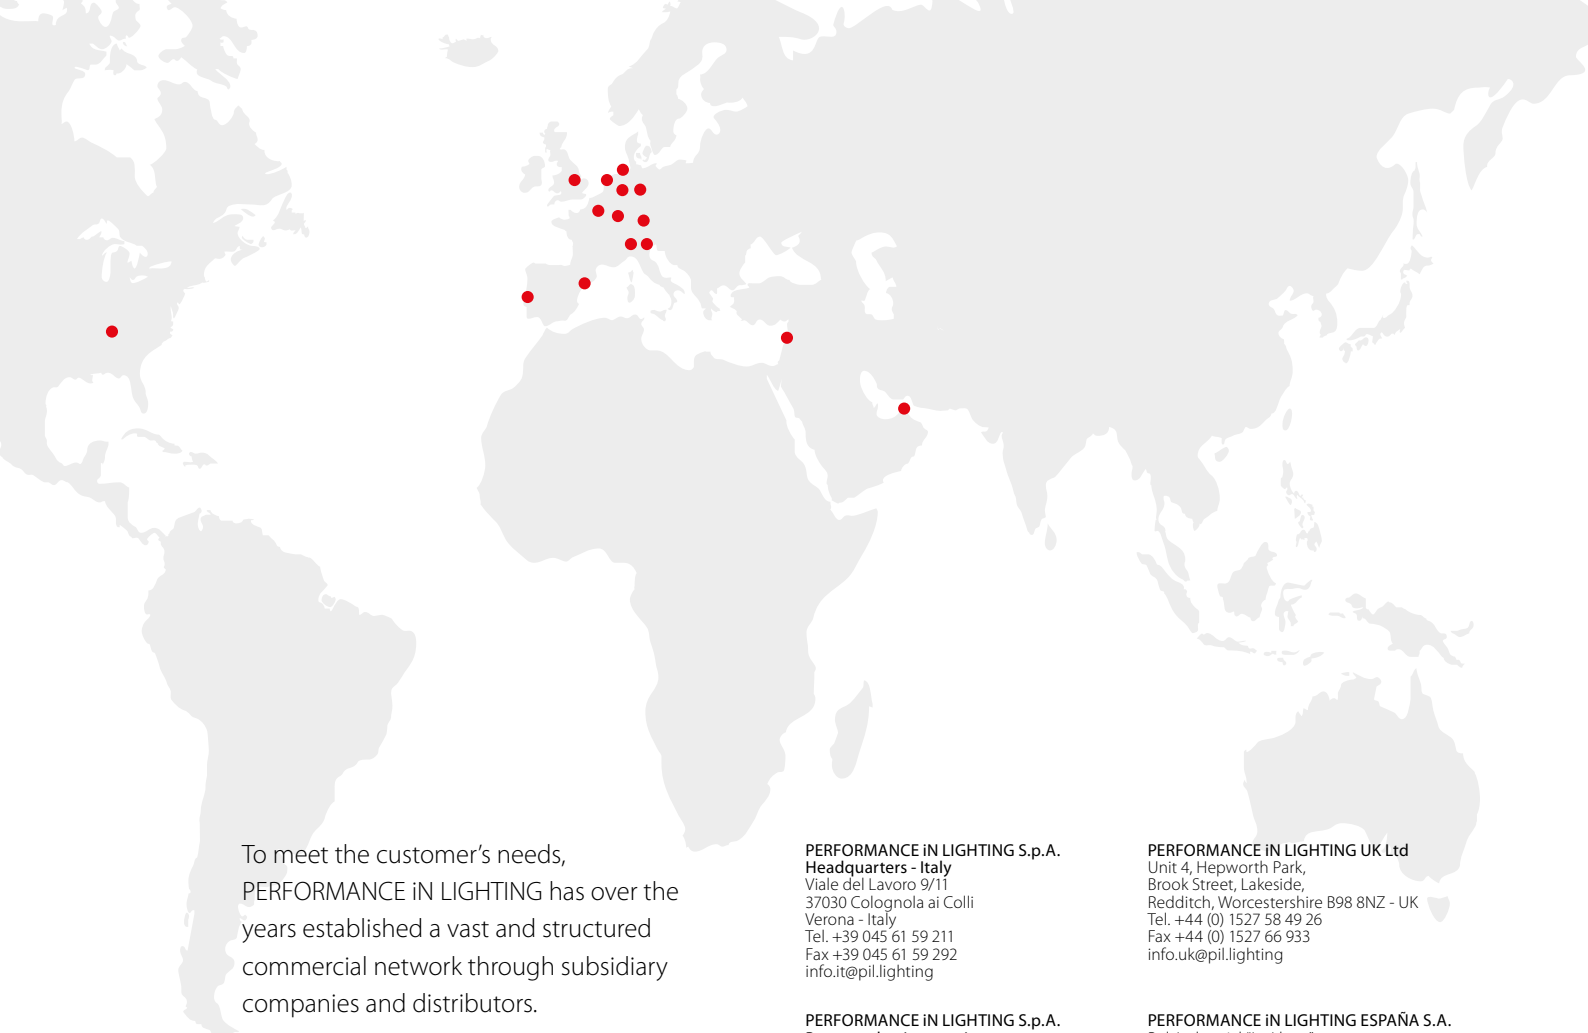 To meet the customer’s needs,
PERFORMANCE iN LIGHTING has over the
years established a vast and structured
commercial network through subsidiary
companies and distributors.
PERFORMANCE iN LIGHTING S.p.A.
Headquarters - Italy
Viale del Lavoro 9/11
37030 Colognola ai Colli
Verona - Italy
Tel. +39 045 61 59 211
Fax +39 045 61 59 292
info.it@pil.lighting
PERFORMANCE iN LIGHTING S.p.A.
PERFORMANCE iN LIGHTING UK Ltd
Unit 4, Hepworth Park,
Brook Street, Lakeside,
Redditch, Worcestershire B98 8NZ - UK
Tel. +44 (0) 1527 58 49 26
Fax +44 (0) 1527 66 933
info.uk@pil.lighting
PERFORMANCE iN LIGHTING ESPAÑA S.A.